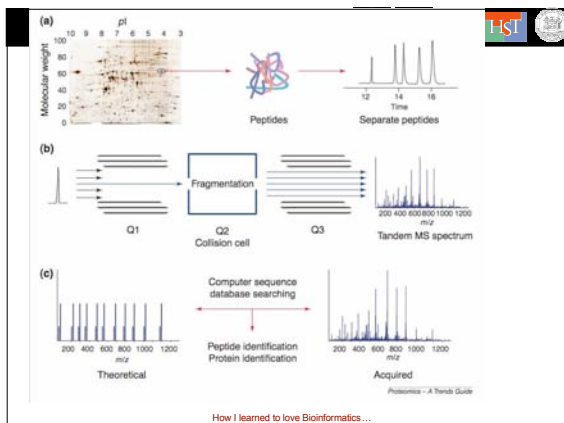 HST
(a)
pI
10 9 8 7 6 5 4 3
Molecular weight
100
80
60
40
20
0
Peptides
12 14 16
Time
Separate peptides
(b)
Q1
Fragmentation
Q2
Collision cell
Q3
200 400 600 800 1000 1200
m/z
Tandem MS spectrum
(c)
200 400 600 800 1000 1200
m/z
Theoretical
Computer sequence
database searching
Peptide identification
Protein identification
200 400 600 800 1000 1200
m/z
Acquired
Proteomics – A Trends Guide
How I learned to love Bioinformatics…